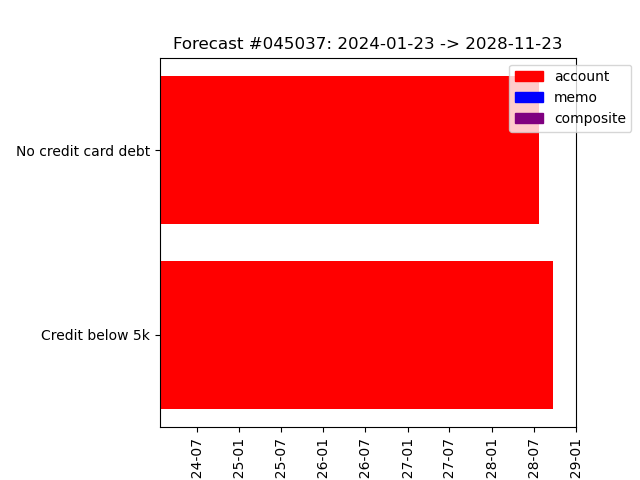 Forecast #045037: 2024-01-23 -> 2028-11-23
account
memo
composite
No credit card debt
Credit below 5k
24-07
25-01
25-07
26-01
26-07
27-01
27-07
28-01
28-07
29-01